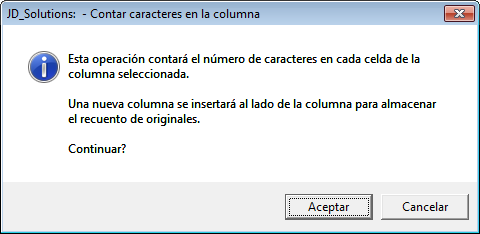 JD_Solutions:  - Contar caracteres en la columna
Esta operación contará el número de caracteres en cada celda de la
columna seleccionada.
Una nueva columna se insertará al lado de la columna para almacenar
el recuento de originales.
Continuar?
Aceptar
Cancelar